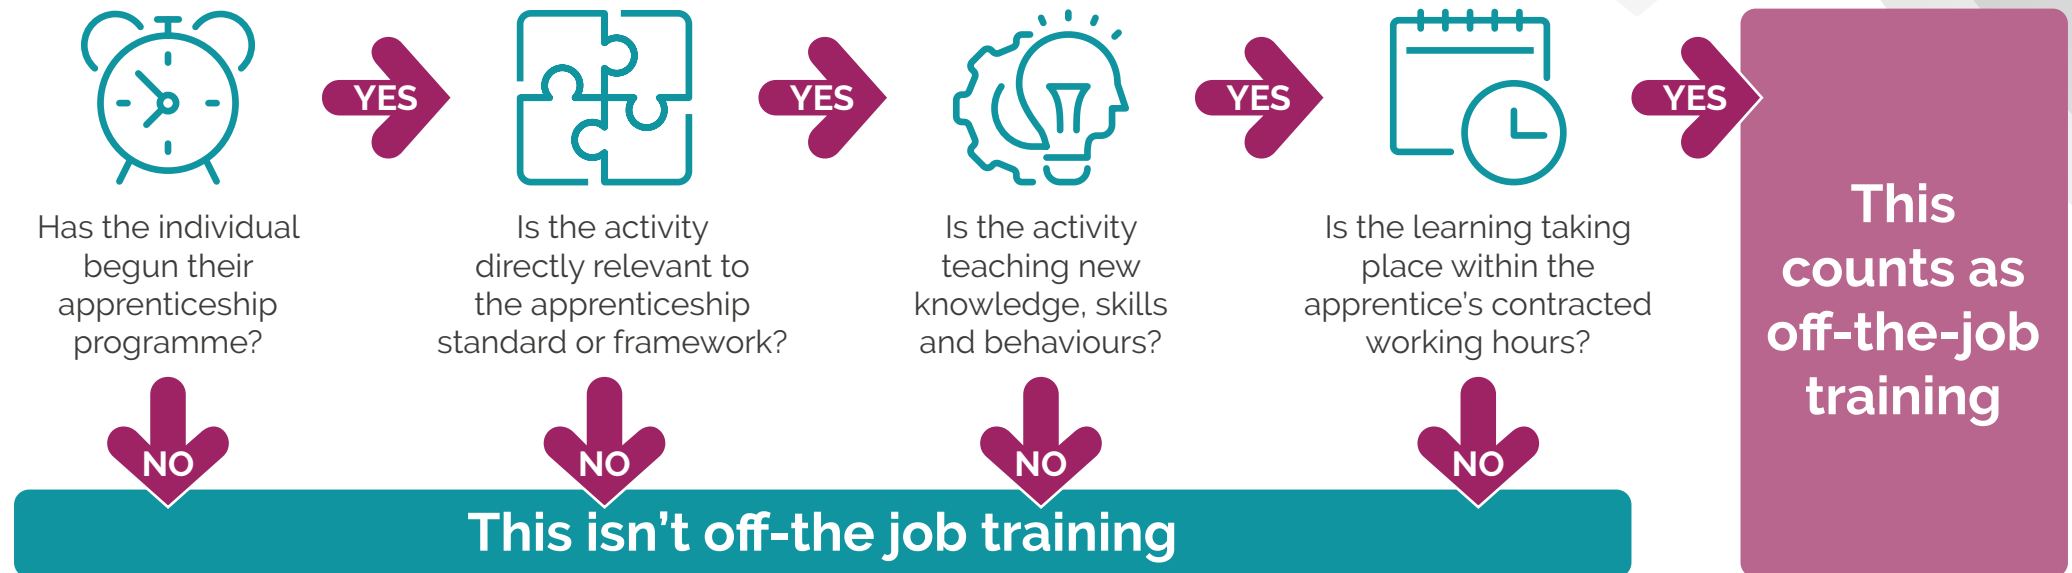 YES
YES
YES
YES
Has the individual
begun their
apprenticeship
programme?
Is the activity
directly relevant to
the apprenticeship
standard or framework?
Is the activity
teaching new
knowledge, skills
and behaviours?
Is the learning taking
place within the
apprentice’s contracted
working hours?
This
counts as
off-the-job
training
NO
NO
NO
NO
This isn’t off-the job training